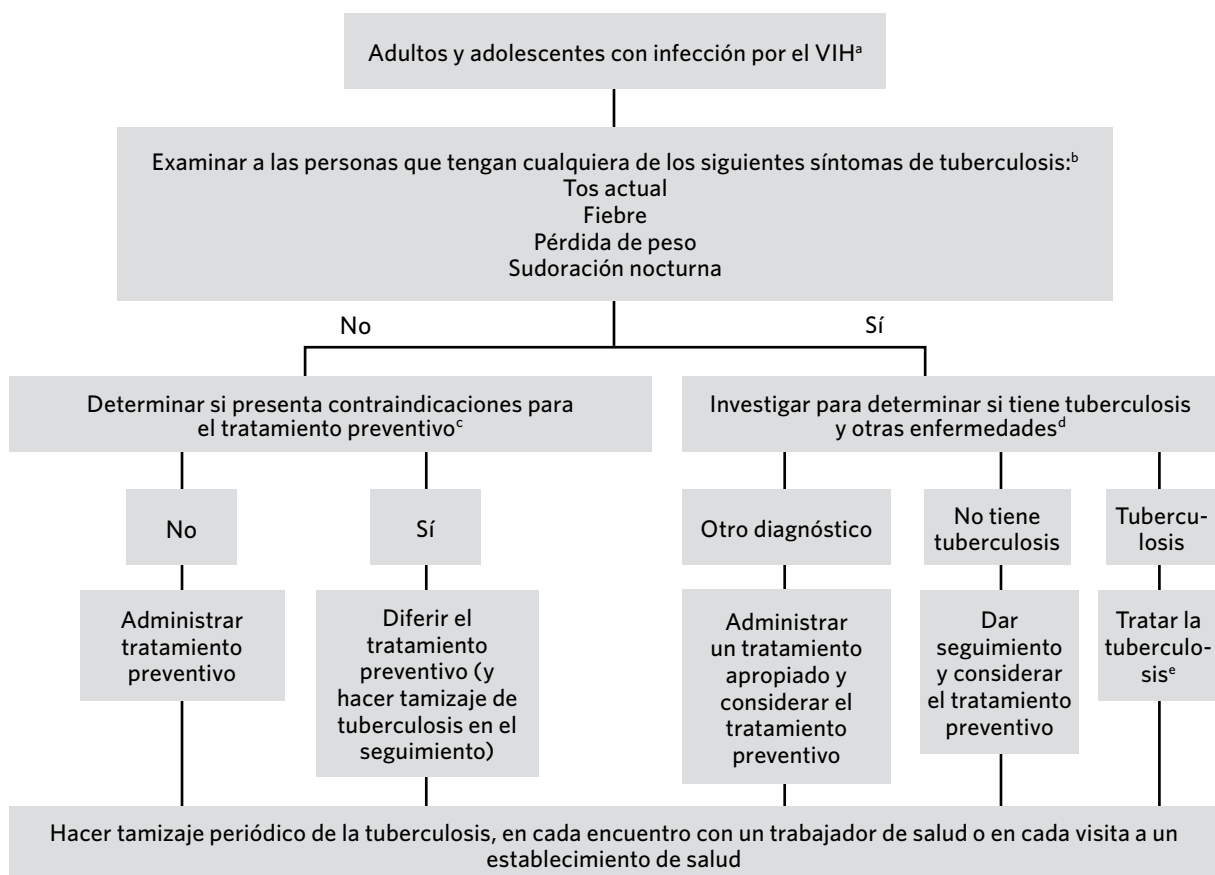 Adultos y adolescentes con infección por el VIHᵃ
Examinar a las personas que tengan cualquiera de los siguientes síntomas de tuberculosis:ᵇ
Tos actual
Fiebre
Pérdida de peso
Sudoración nocturna
No
Sí
Determinar si presenta contraindicaciones para
el tratamiento preventivoᶜ
Investigar para determinar si tiene tuberculosis
y otras enfermedadesᵈ
No
Sí
Otro diagnóstico
No tiene
tuberculosis
Tubercu-
losis
Administrar
tratamiento
preventivo
Diferir el
tratamiento
preventivo (y
hacer tamizaje de
tuberculosis en el
seguimiento)
Administrar
un tratamiento
apropiado y
considerar el
tratamiento
preventivo
Dar
seguimiento
y considerar
el tratamiento
preventivo
Tratar la
tuberculo-
sisᵉ
Hacer tamizaje periódico de la tuberculosis, en cada encuentro con un trabajador de salud o en cada visita a un
establecimiento de salud